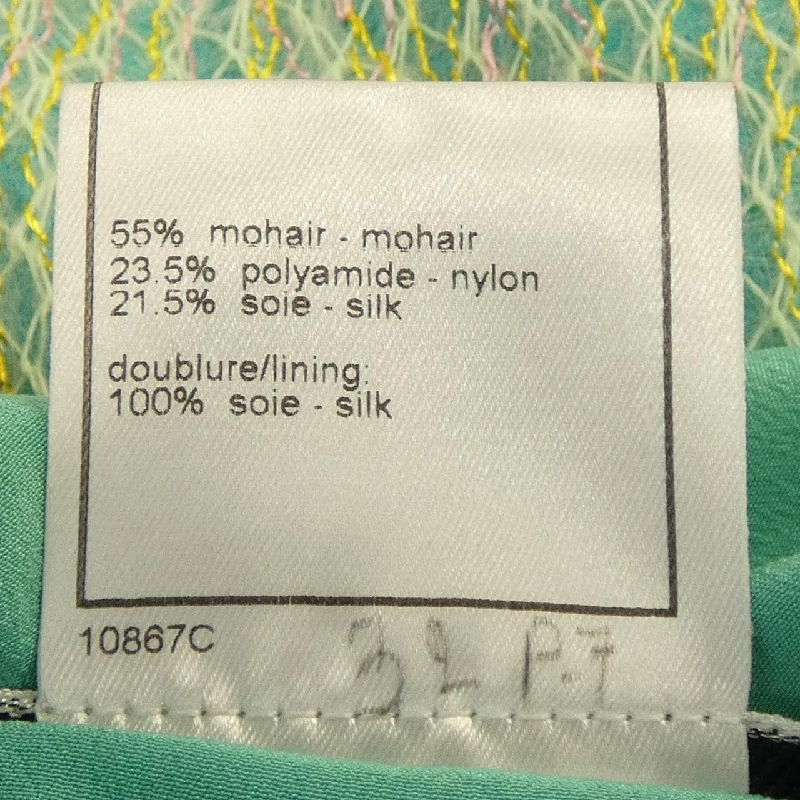 55% mohair - mohair
23.5% polyamide - nylon
21.5% soie - silk
doublure/lining:
100% soie - silk
10867C